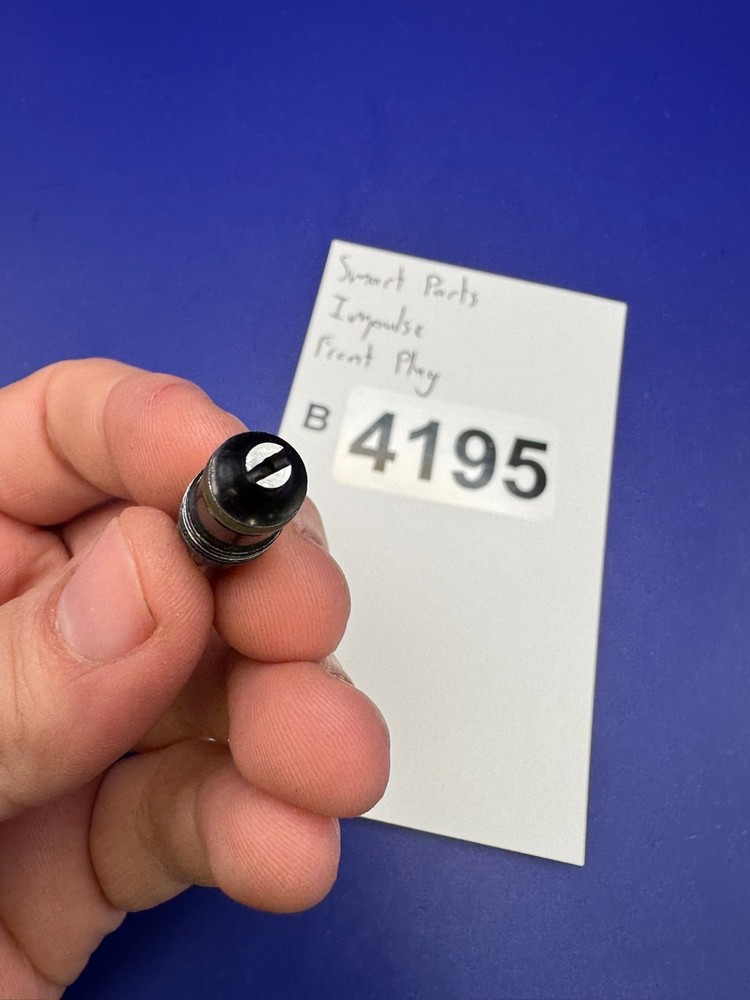 Smart Parts
Impulse
Front Plug
B 4195